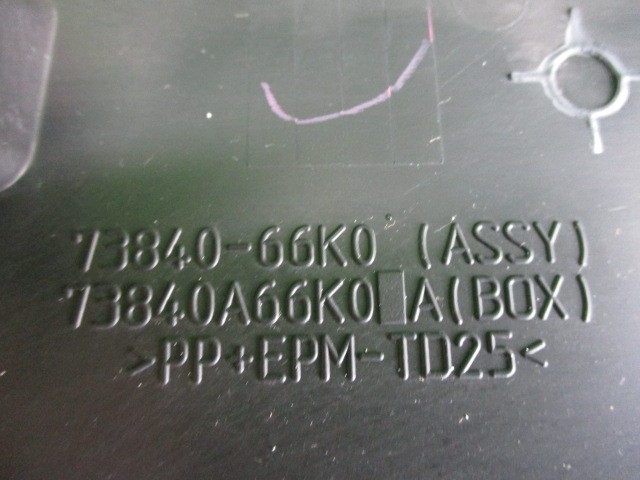 73840-66K0 (ASSY)
73840A66K0 A(BOX)
>PP+EPM-TD25<